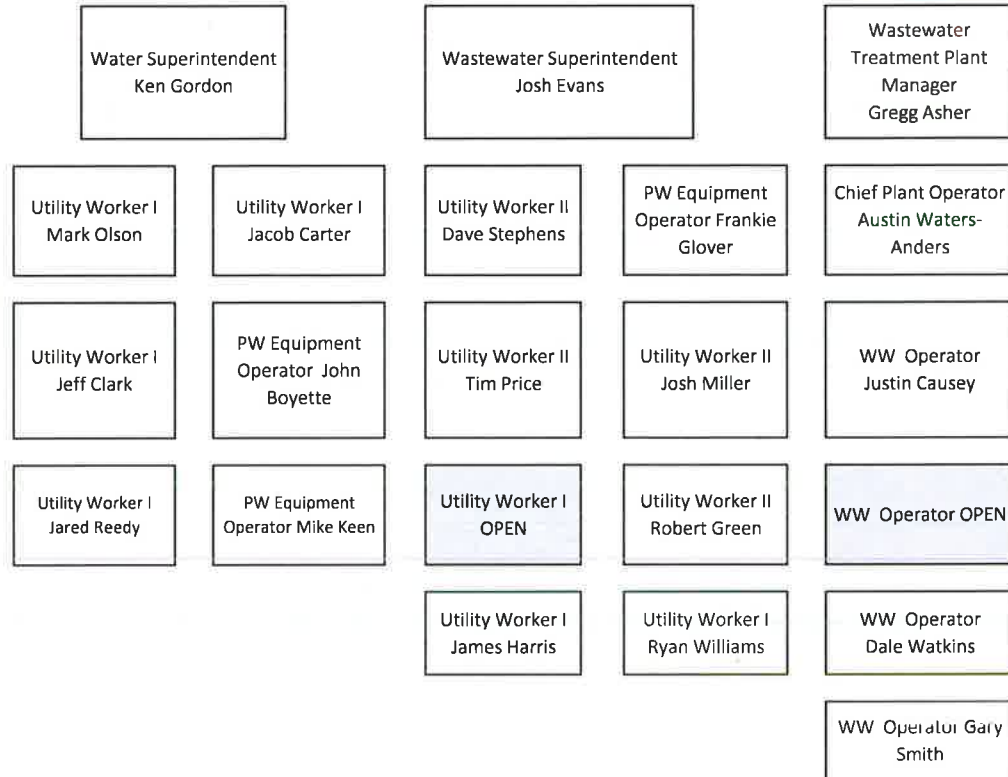 Water Superintendent
Ken Gordon
Wastewater Superintendent
Josh Evans
Wastewater
Treatment Plant
Manager
Gregg Asher
Utility Worker I
Mark Olson
Utility Worker I
Jacob Carter
Utility Worker II
Dave Stephens
PW Equipment
Operator Frankie
Glover
Chief Plant Operator
Austin Waters-
Anders
Utility Worker I
Jeff Clark
PW Equipment
Operator John
Boyette
Utility Worker II
Tim Price
Utility Worker II
Josh Miller
WW Operator
Justin Causey
Utility Worker I
Jared Reedy
PW Equipment
Operator Mike Keen
Utility Worker I
OPEN
Utility Worker II
Robert Green
WW Operator OPEN
Utility Worker I
James Harris
Utility Worker I
Ryan Williams
WW Operator
Dale Watkins
WW Operator Gary
Smith